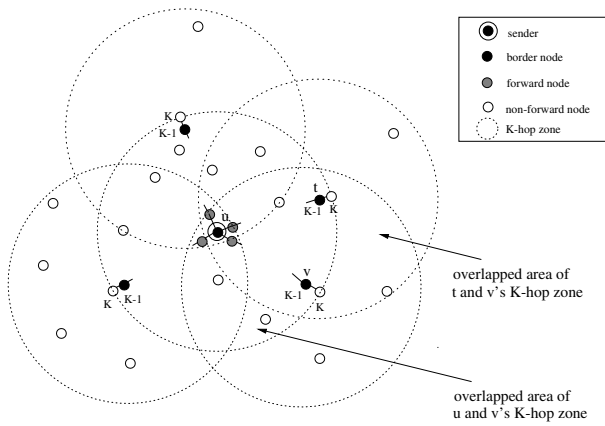 sender
border node
forward node
non-forward node
K-hop zone
K
K-1
t
K-1
K
u
v
K-1
K
K
K-1
overlapped area of
t and v's K-hop zone
overlapped area of
u and v's K-hop zone